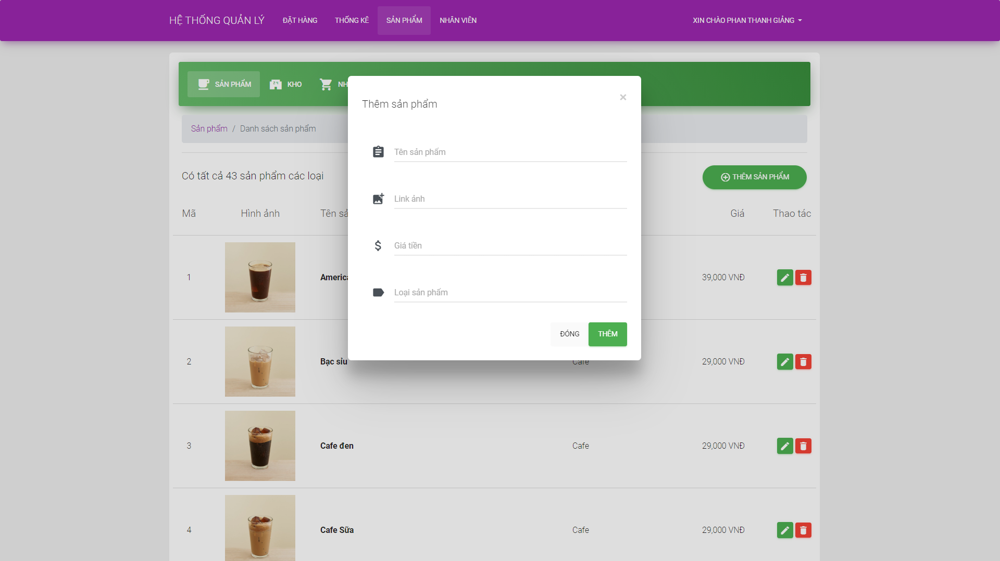 HỆ THỐNG QUẢN LÝ ĐẶT HÀNG THỐNG KÊ SẢN PHẨM NHÂN VIÊN XIN CHÀO PHAN THANH GIẢNG
SẢN PHẨM KHO NH
Thêm sản phẩm ×
Sản phẩm / Danh sách sản phẩm
Tên sản phẩm
Có tất cả 43 sản phẩm các loại THÊM SẢN PHẨM
Link ảnh
Mã Hình ảnh Tên sả Giá Thao tác
Giá tiền
1 America 39,000 VNĐ
Loại sản phẩm
ĐÓNG THÊM
2 Bạc sỉu Cafe 29,000 VNĐ
3 Cafe đen Cafe 29,000 VNĐ
4 Cafe Sữa Cafe 29,000 VNĐ